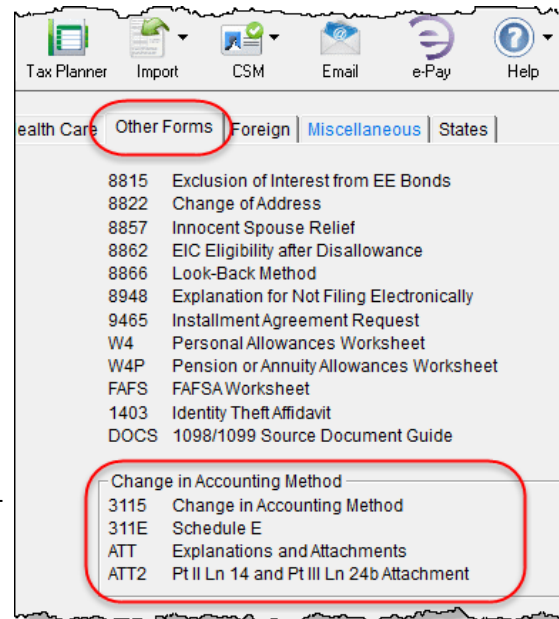 Tax Planner Import CSM Email e-Pay Help
ealth Care Other Forms Foreign Miscellaneous States
8815 Exclusion of Interest from EE Bonds
8822 Change of Address
8857 Innocent Spouse Relief
8862 EIC Eligibility after Disallowance
8866 Look-Back Method
8948 Explanation for Not Filing Electronically
9465 Installment Agreement Request
W4 Personal Allowances Worksheet
W4P Pension or Annuity Allowances Worksheet
FAFS FAFSA Worksheet
1403 Identity Theft Affidavit
DOCS 1098/1099 Source Document Guide
Change in Accounting Method
3115 Change in Accounting Method
311E Schedule E
ATT Explanations and Attachments
ATT2 Pt II Ln 14 and Pt III Ln 24b Attachment